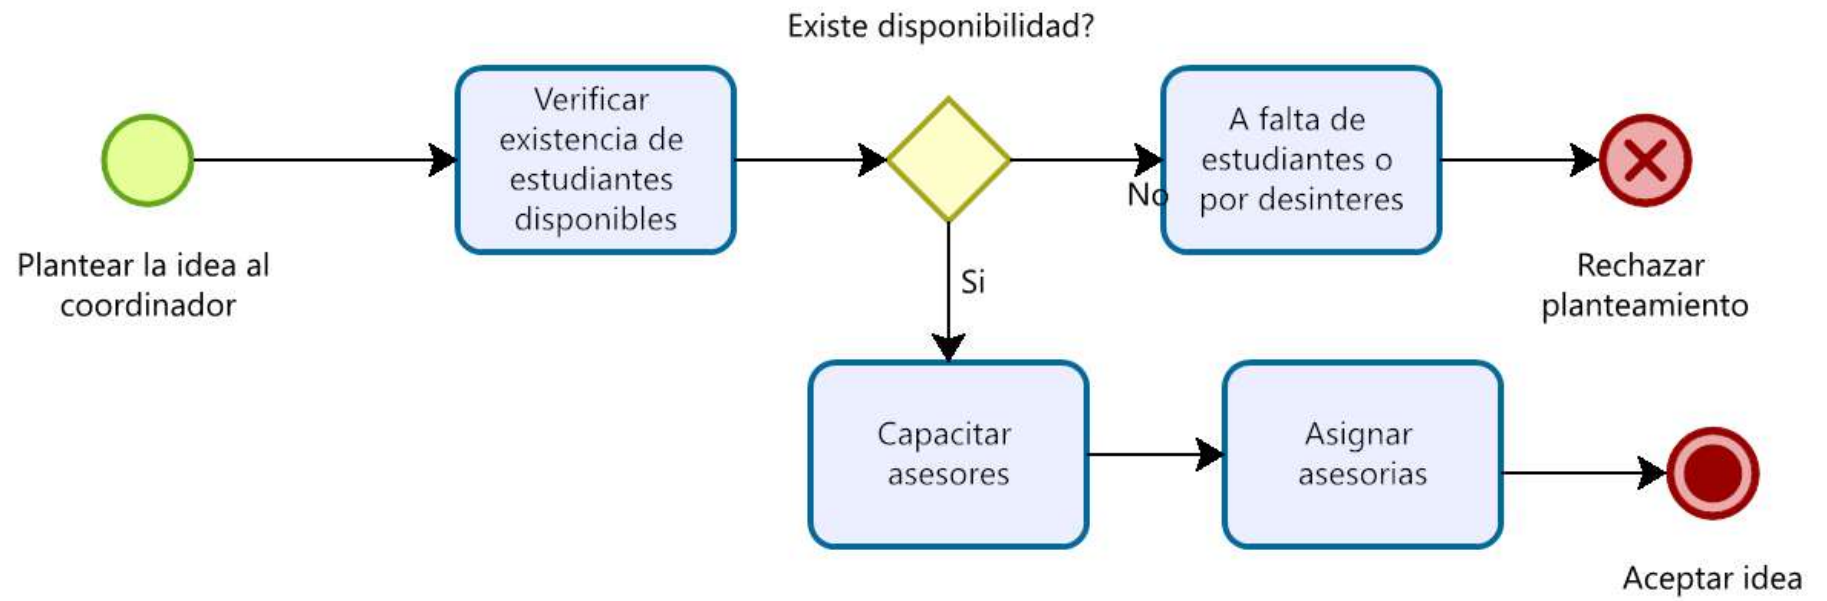 Existe disponibilidad?
Verificar
existencia de
estudiantes
disponibles
A falta de
estudiantes o
por desinteres
No
Plantear la idea al
coordinador
Si
Rechazar
planteamiento
Capacitar
asesores
Asignar
asesorias
Aceptar idea